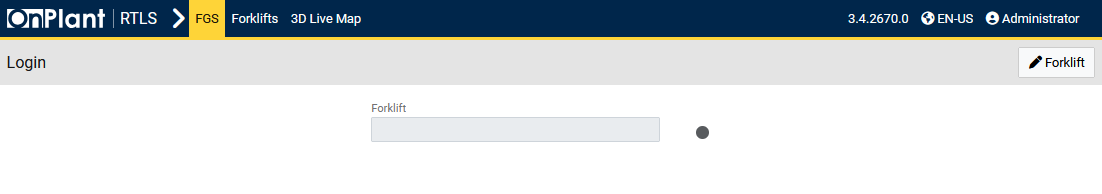 OnPlant RTLS FGS Forklifts 3D Live Map 3.4.2670.0 EN-US Administrator
Login Forklift
Forklift